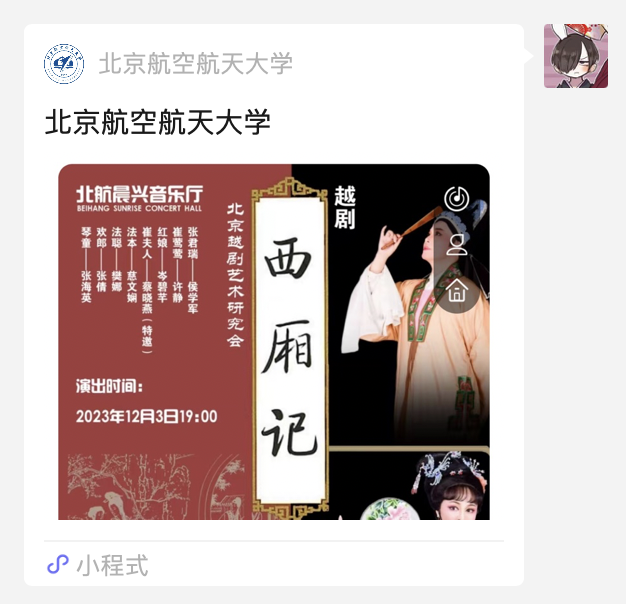 北京航空航天大学
北京航空航天大学
北航晨兴音乐厅
BEIHANG SUNRISE CONCERT HALL
张君瑞——侯学军
崔莺莺——许静
红娘——岑碧芊
崔夫人——蔡晓燕(特邀)
法本——慈文娴
法聪——樊娜
欢郎——张倩
琴童——张海英
北京越剧艺术研究会
西厢记
越剧
演出时间:
2023年12月3日19:00
小程式